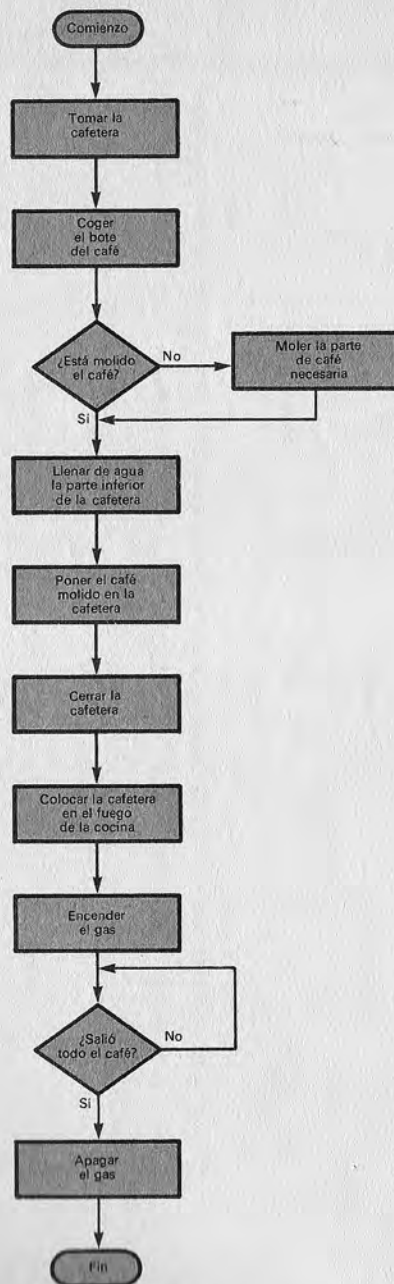 Comienzo
Tomar la
cafetera
Coger
el bote
del café
¿Está molido
el café?
No
Moler la parte
de café
necesaria
Si
Llenar de agua
la parte inferior
de la cafetera
Poner el café
molido en la
cafetera
Cerrar la
cafetera
Colocar la cafetera
en el fuego
de la cocina
Encender
el gas
¿Salió
todo el café?
No
Si
Apagar
el gas
Fin